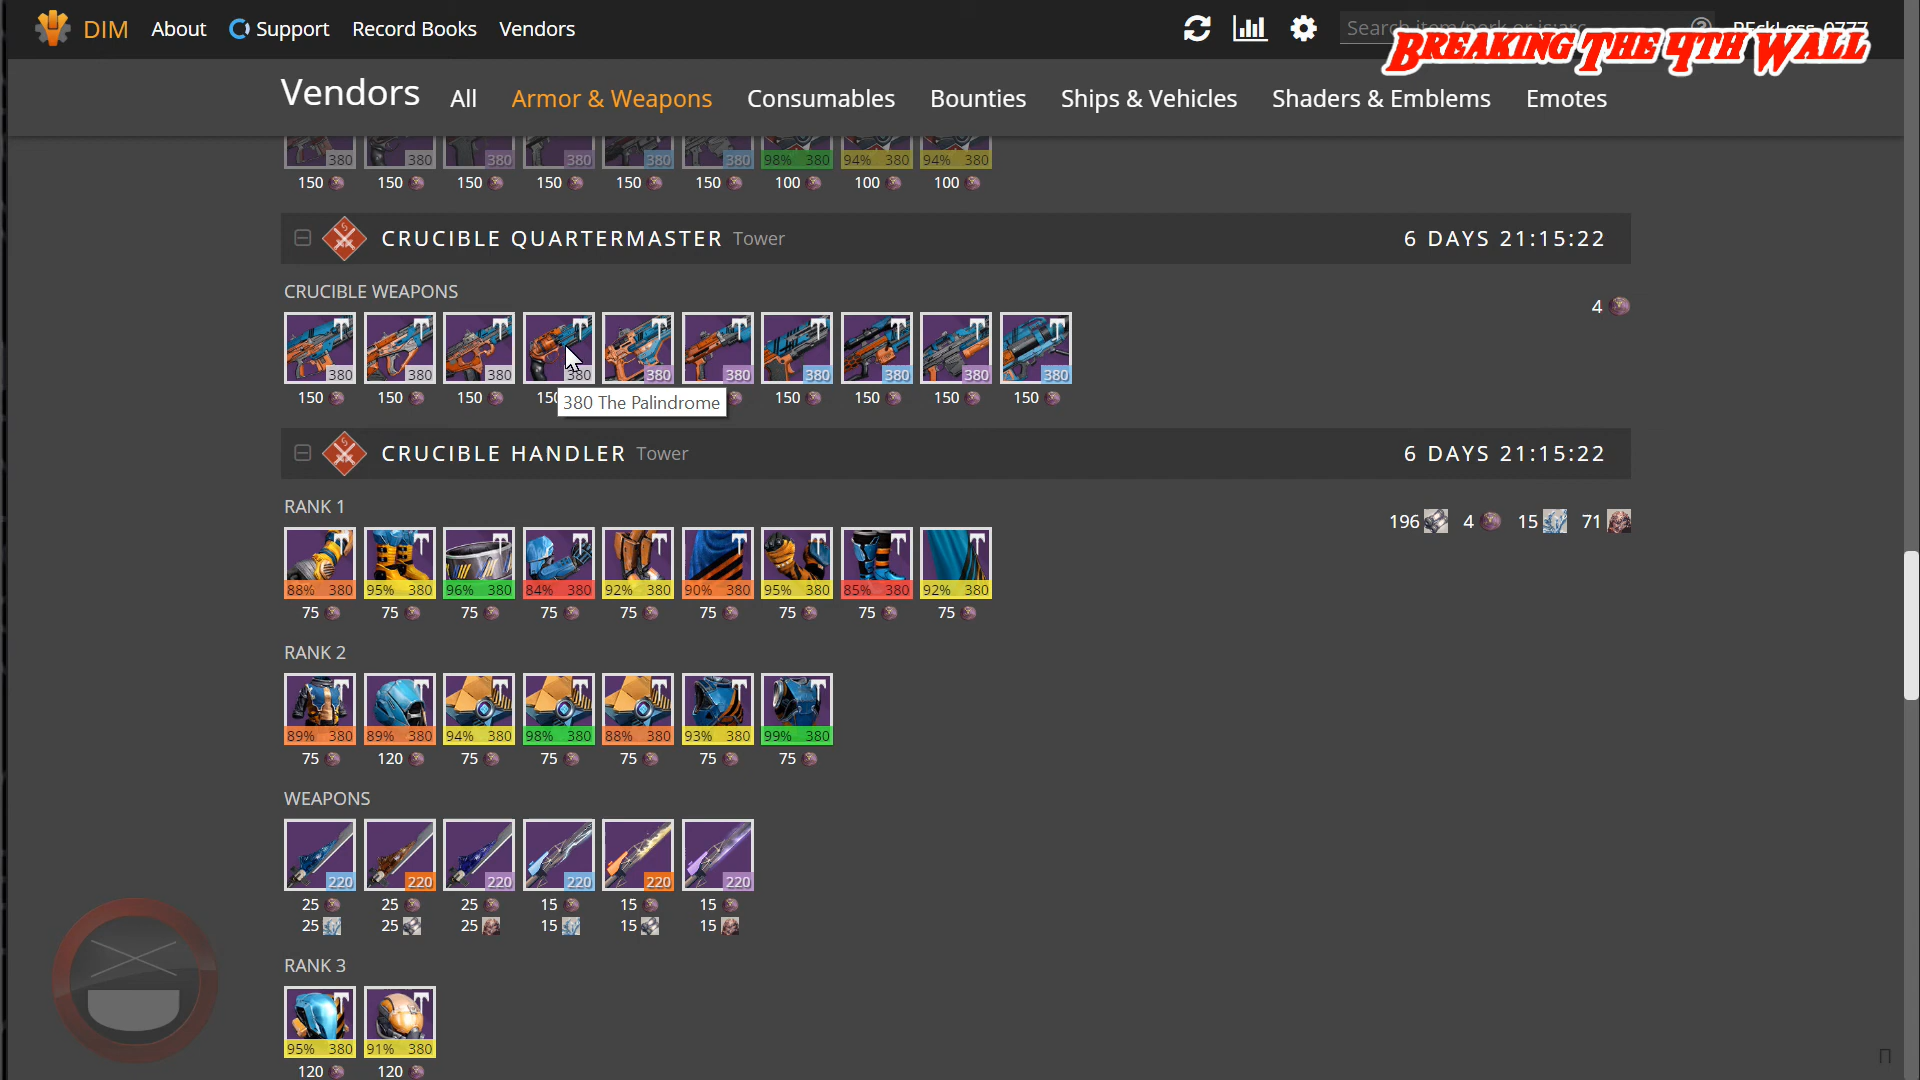 DIM About Support Record Books Vendors
BREAKING THE 4TH WALL
Vendors All Armor & Weapons Consumables Bounties Ships & Vehicles Shaders & Emblems Emotes
380 380 380 380 380 380 98% 380 94% 380 94% 380
150 150 150 150 150 150 100 100 100
CRUCIBLE QUARTERMASTER Tower 6 DAYS 21:15:22
CRUCIBLE WEAPONS
4
380 380 380 380 380 380 380 380 380 380
150 150 150 150 150 150 150
380 The Palindrome
CRUCIBLE HANDLER Tower 6 DAYS 21:15:22
RANK 1
196 4 15 71
88% 380 95% 380 96% 380 84% 380 92% 380 90% 380 95% 380 85% 380 92% 380
75 75 75 75 75 75 75 75 75
RANK 2
89% 380 89% 380 94% 380 98% 380 88% 380 93% 380 99% 380
75 120 75 75 75 75 75
WEAPONS
220 220 220 220 220 220
25 25 25 15 15 15
25 25 25 15 15 15
RANK 3
95% 380 91% 380
120 120